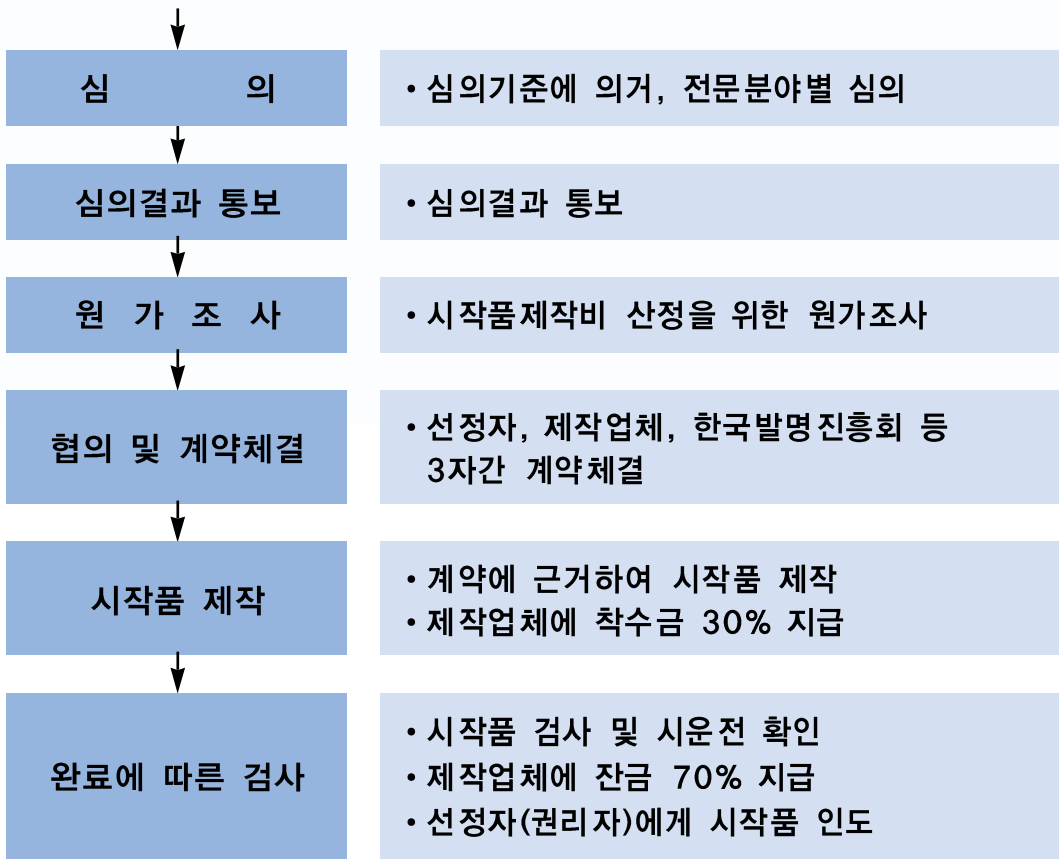 심 의
• 심의기준에 의거, 전문분야별 심의
심의결과 통보
• 심의결과 통보
원 가 조 사
• 시작품제작비 산정을 위한 원가조사
협의 및 계약체결
• 선정자, 제작업체, 한국발명진흥회 등
3자간 계약체결
시작품 제작
• 계약에 근거하여 시작품 제작
• 제작업체에 착수금 30% 지급
완료에 따른 검사
• 시작품 검사 및 시운전 확인
• 제작업체에 잔금 70% 지급
• 선정자(권리자)에게 시작품 인도